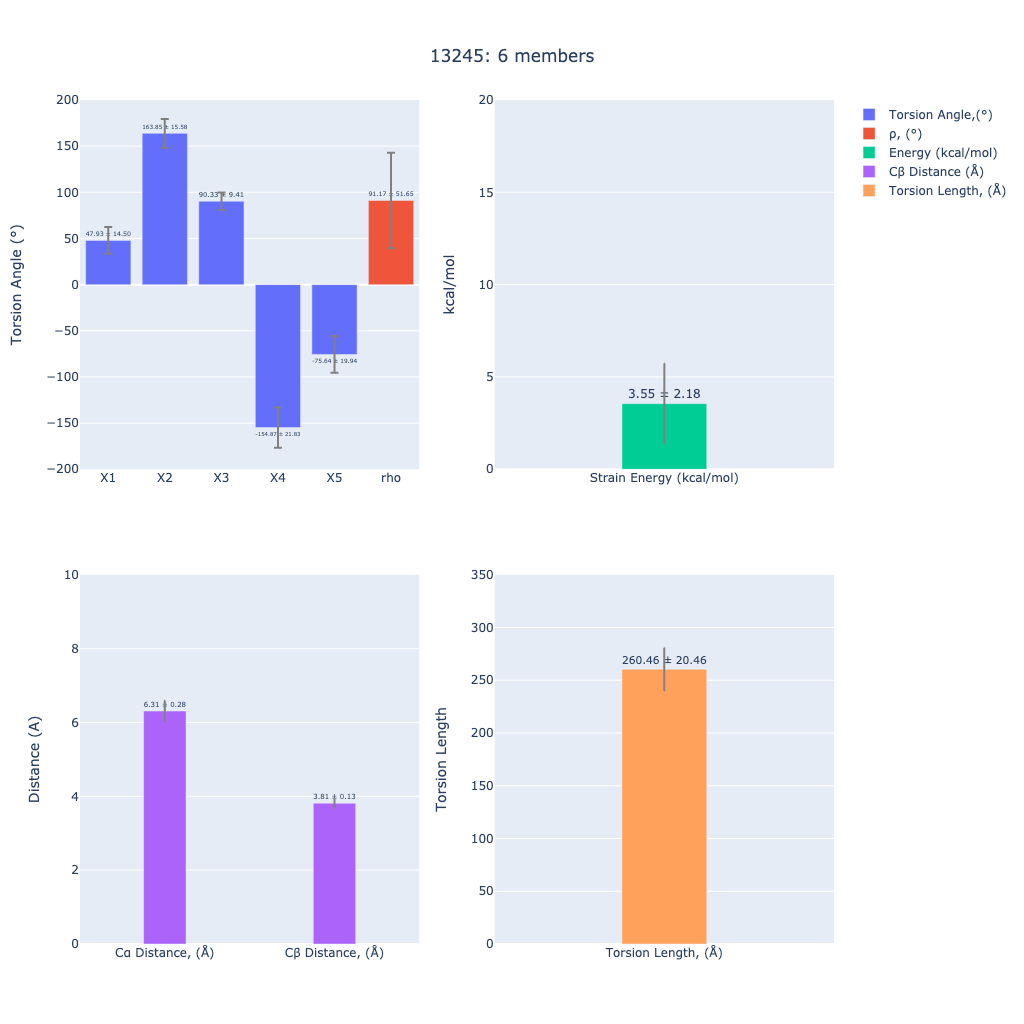 13245: 6 members
Torsion Angle (°)
200
150
100
50
0
−50
−100
−150
−200
47.93 ± 14.50
163.85 ± 15.58
90.33 ± 9.41
-154.87 ± 21.83
-75.64 ± 19.94
91.17 ± 51.65
X1 X2 X3 X4 X5 rho
kcal/mol
20
15
10
5
0
3.55 ± 2.18
Strain Energy (kcal/mol)
Torsion Angle,(°)
ρ, (°)
Energy (kcal/mol)
Cβ Distance (Å)
Torsion Length, (Å)
Distance (A)
10
8
6
4
2
0
6.31 ± 0.28
3.81 ± 0.13
Cα Distance, (Å) Cβ Distance, (Å)
Torsion Length
350
300
250
200
150
100
50
0
260.46 ± 20.46
Torsion Length, (Å)